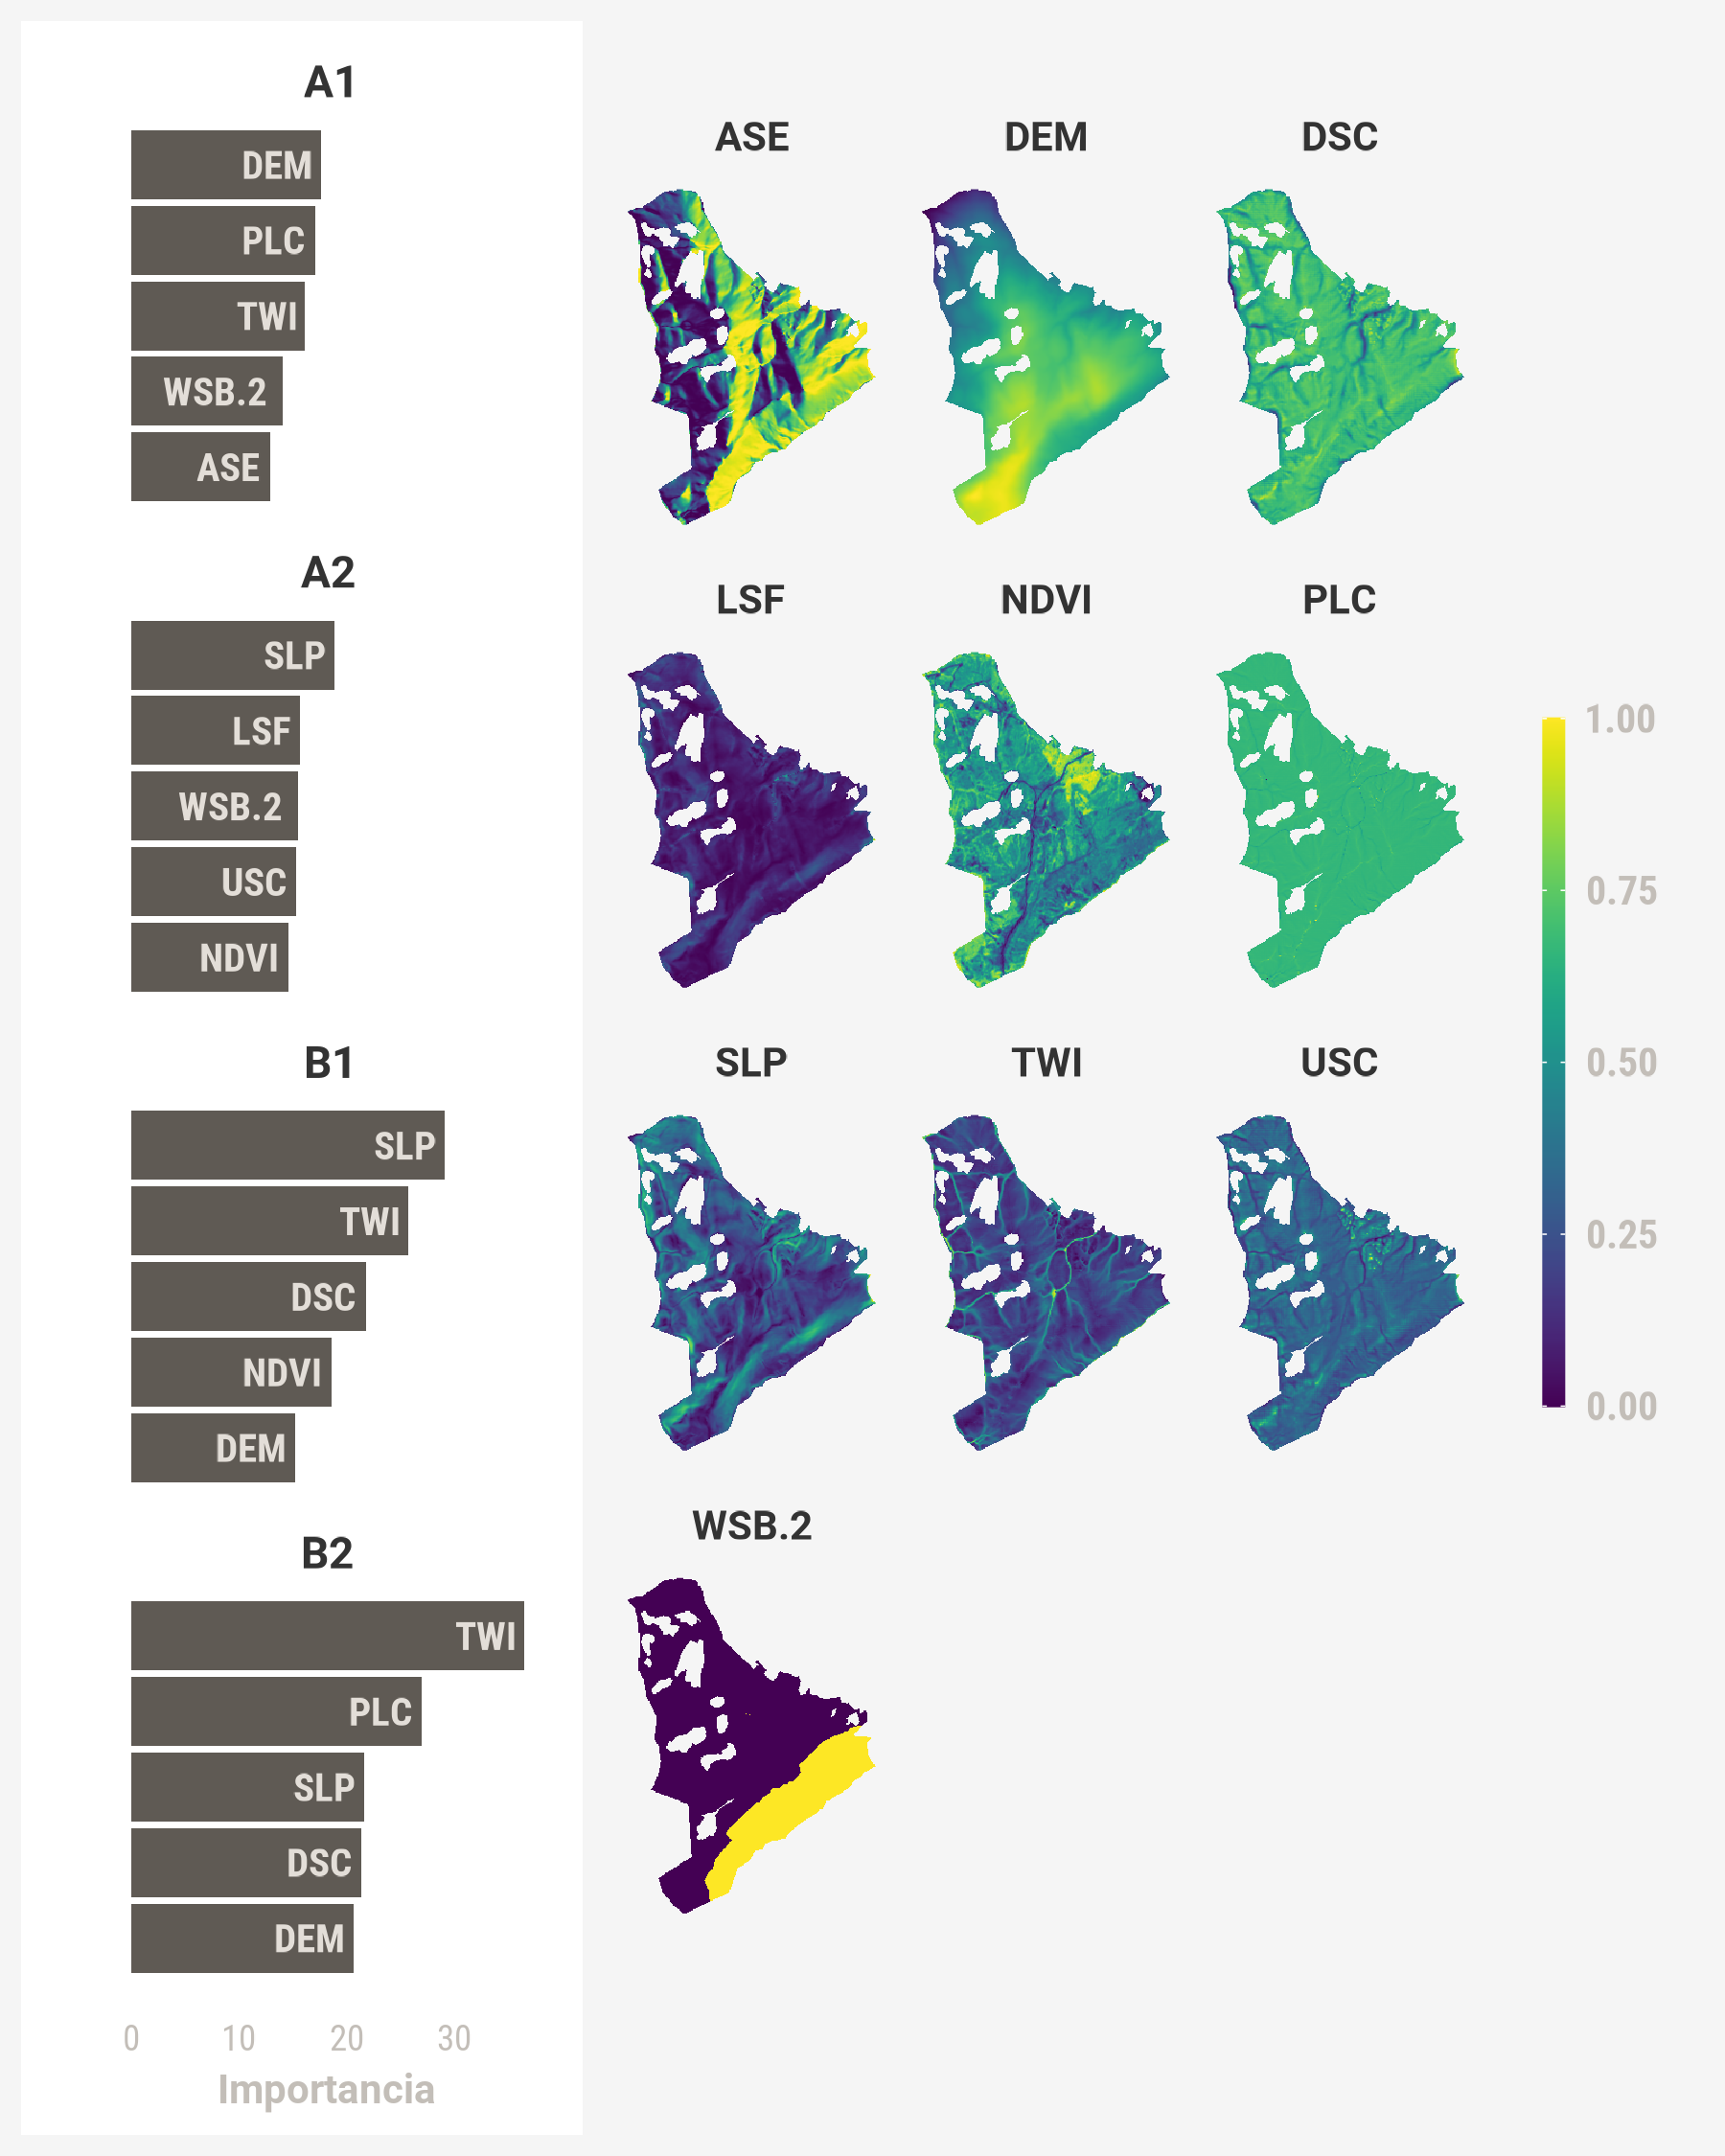 A1
DEM
PLC
TWI
WSB.2
ASE
A2
SLP
LSF
WSB.2
USC
NDVI
B1
SLP
TWI
DSC
NDVI
DEM
B2
TWI
PLC
SLP
DSC
DEM
0 10 20 30
Importancia
ASE DEM DSC
LSF NDVI PLC
SLP TWI USC
WSB.2
1.00
0.75
0.50
0.25
0.00